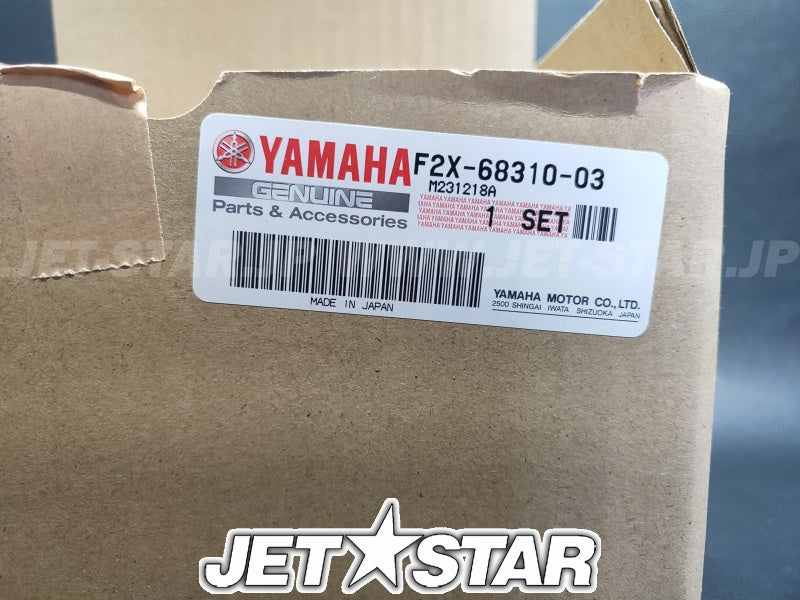 YAMAHA F2X-68310-03
M231218A
GENUINE
Parts & Accessories
1 SET
MADE IN JAPAN
YAMAHA MOTOR CO.,LTD.
2500 SHINGAI IWATA SHIZUOKA JAPAN
JET-STAR.JP WWW.JET-STAR.JP
JET★STAR